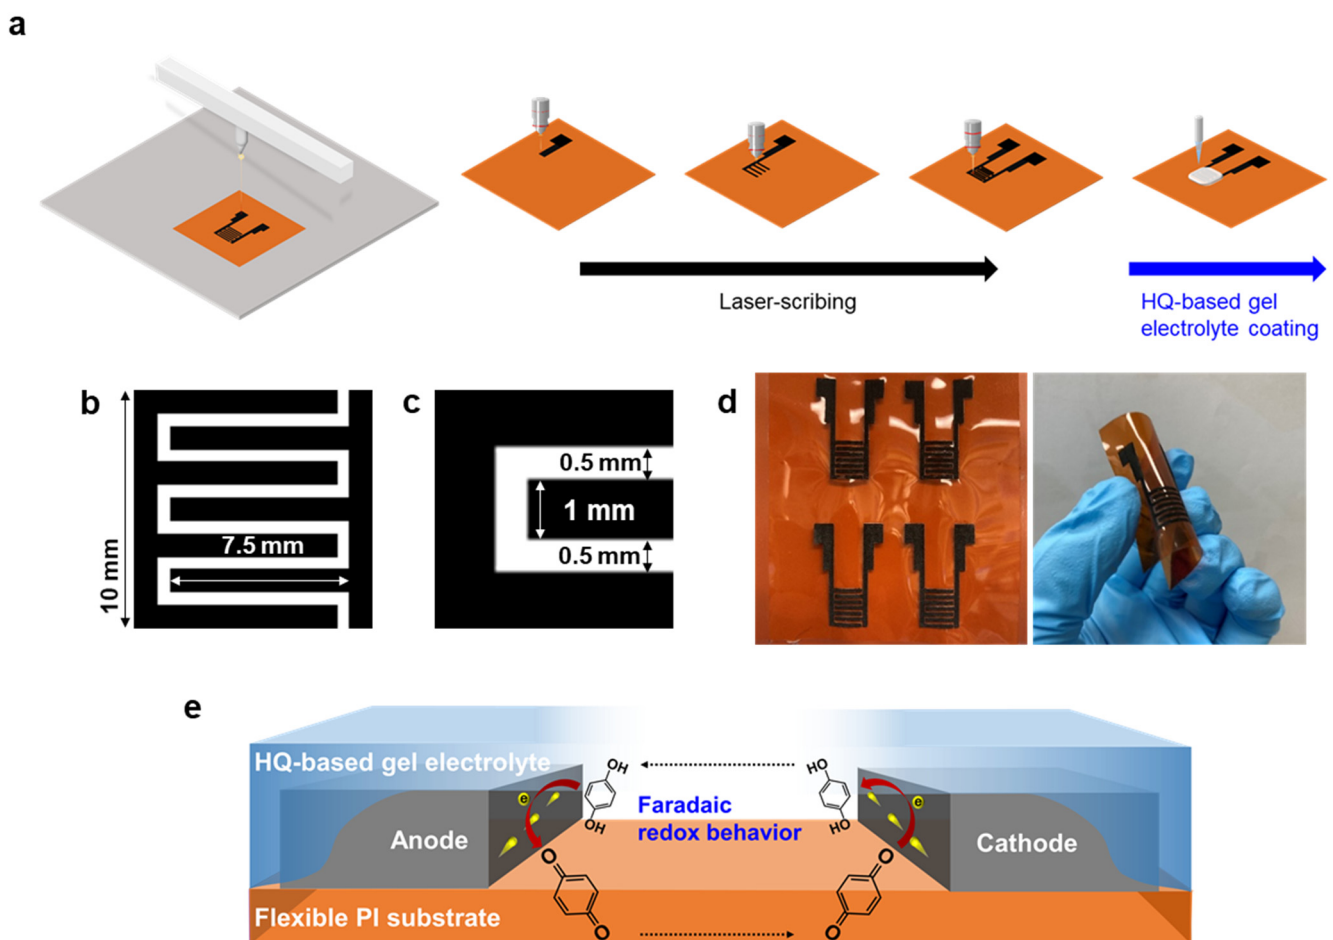 a
Laser-scribing
HQ-based gel
electrolyte coating
b
10 mm
7.5 mm
c
0.5 mm
1 mm
0.5 mm
d
e
HQ-based gel electrolyte
OH
HO
e
e
Faradaic
redox behavior
OH
HO
Anode
Cathode
O
O
Flexible PI substrate
O
O